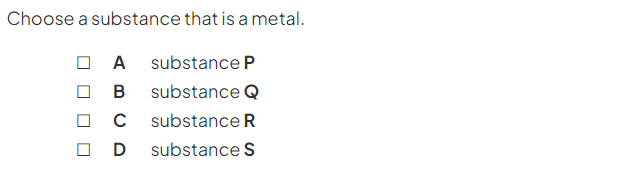 Choose a substance that is a metal.
☐ A substance P
☐ B substance Q
☐ C substance R
☐ D substance S